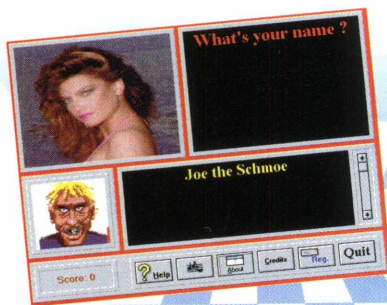 What's your name ?
Joe the Schmoe
Score: 0
Help
About
Credits
Reg.
Quit